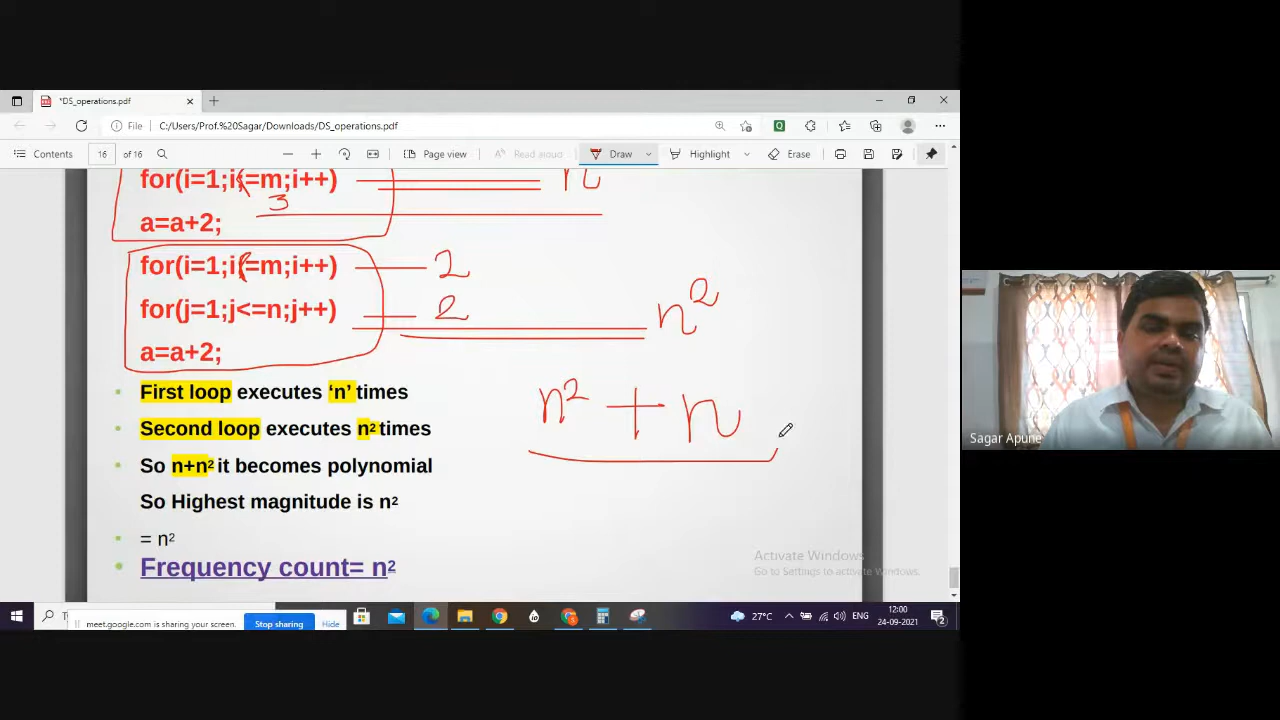 *DS_operations.pdf
File C:/Users/Prof.%20Sagar/Downloads/DS_operations.pdf
Contents 16 of 16 Page view Read aloud Draw Highlight Erase
for(i=1;i<=m;i++) n
3
a=a+2;
for(i=1;i<=m;i++) 2
for(j=1;j<=n;j++) 2
n²
a=a+2;
First loop executes ‘n’ times
n² + n
Second loop executes n² times
So n+n² it becomes polynomial
So Highest magnitude is n²
= n²
Frequency count= n²
Activate Windows
Go to Settings to activate Windows.
Sagar Apune
meet.google.com is sharing your screen. Stop sharing Hide
27°C ENG 12:00
24-09-2021
2